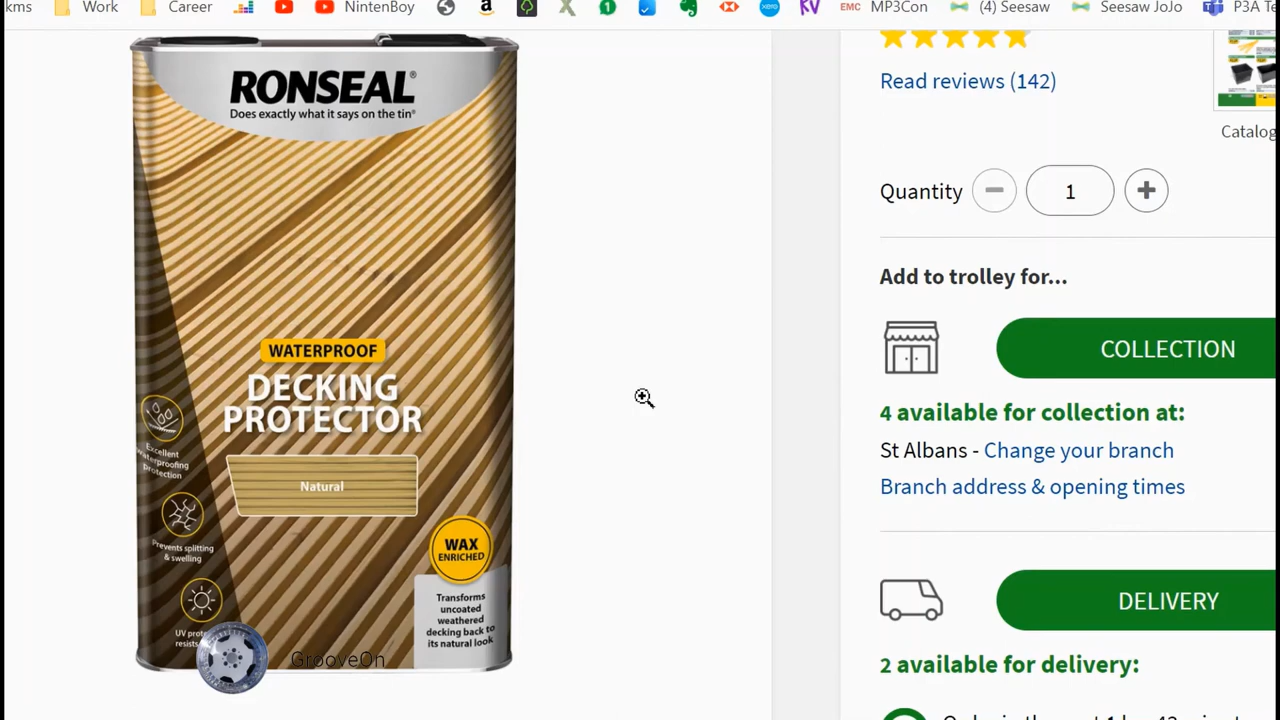 kms
Work
Career
NintenBoy
EMC
MP3Con
(4) Seesaw
Seesaw JoJo
P3A Te
RONSEAL®
Does exactly what it says on the tin®
WATERPROOF
DECKING
PROTECTOR
Natural
Excellent
waterproofing
protection
Prevents splitting
& swelling
UV prote
resists
WAX
ENRICHED
Transforms
uncoated
weathered
decking back to
its natural look
GrooveOn
Read reviews (142)
Catalog
Quantity
1
Add to trolley for...
COLLECTION
4 available for collection at:
St Albans - Change your branch
Branch address & opening times
DELIVERY
2 available for delivery: